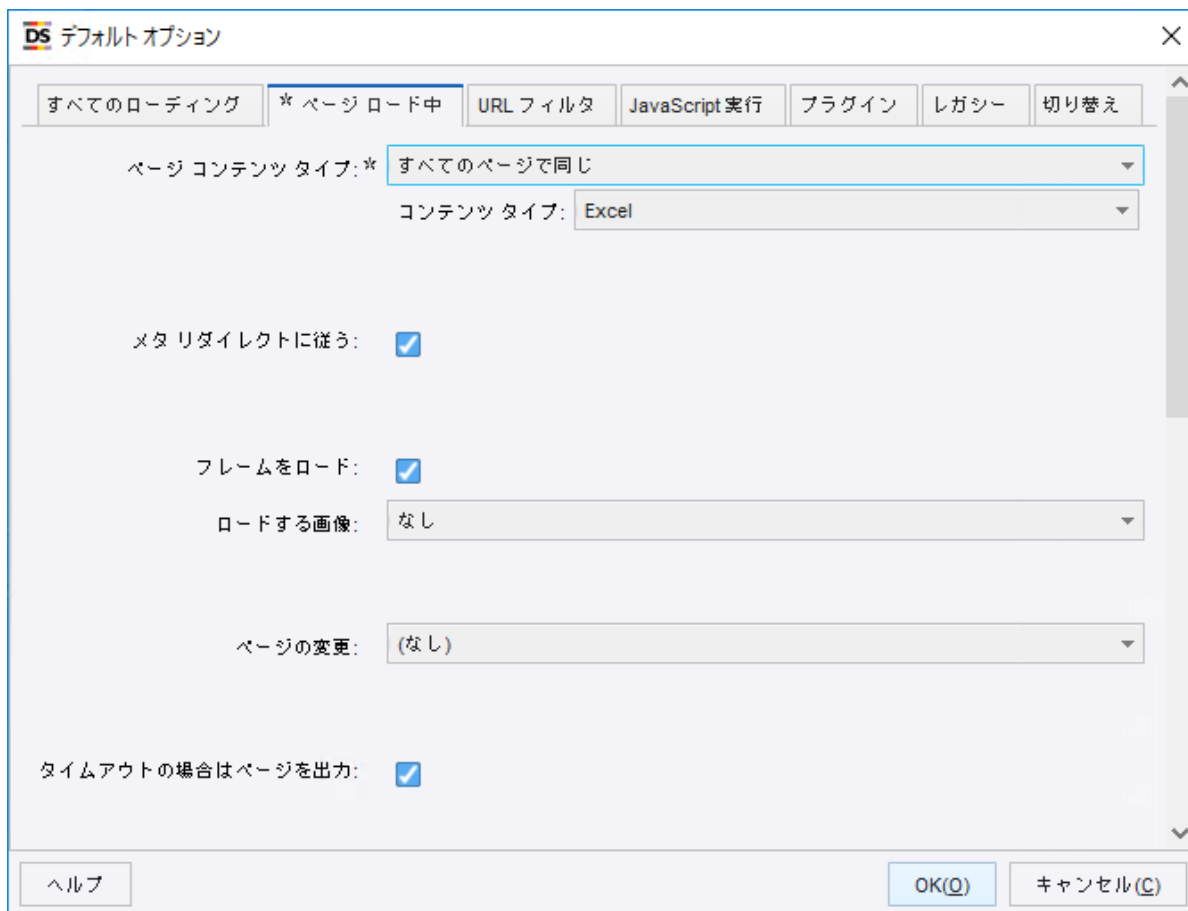 DS デフォルト オプション
すべてのローディング * ページ ロード中 URL フィルタ JavaScript 実行 プラグイン レガシー 切り替え
ページ コンテンツ タイプ:* すべてのページで同じ
コンテンツ タイプ: Excel
メタ リダイレクトに従う:
フレームをロード:
ロードする画像: なし
ページの変更: (なし)
タイムアウトの場合はページを出力:
ヘルプ OK(O) キャンセル(C)